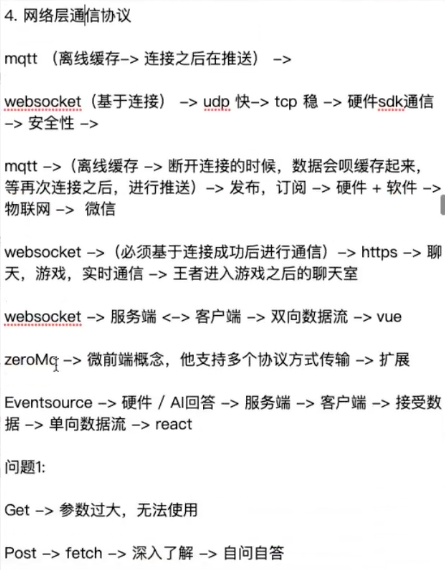 4. 网络层通信协议
mqtt （离线缓存–> 连接之后在推送） –>
websocket（基于连接） –> udp 快–> tcp 稳 –> 硬件sdk通信
–> 安全性 –>
mqtt –>（离线缓存 –> 断开连接的时候，数据会呗缓存起来，
等再次连接之后，进行推送）–> 发布，订阅 –> 硬件 + 软件 –>
物联网 –> 微信
websocket –>（必须基于连接成功后进行通信）–> https –> 聊
天，游戏，实时通信 –> 王者进入游戏之后的聊天室
websocket –> 服务端 <–> 客户端 –> 双向数据流 –> vue
zeroMq –> 微前端概念，他支持多个协议方式传输 –> 扩展
Eventsource –> 硬件 / AI回答 –> 服务端 –> 客户端 –> 接受数
据 –> 单向数据流 –> react
问题1:
Get –> 参数过大，无法使用
Post –> fetch –> 深入了解 –> 自问自答